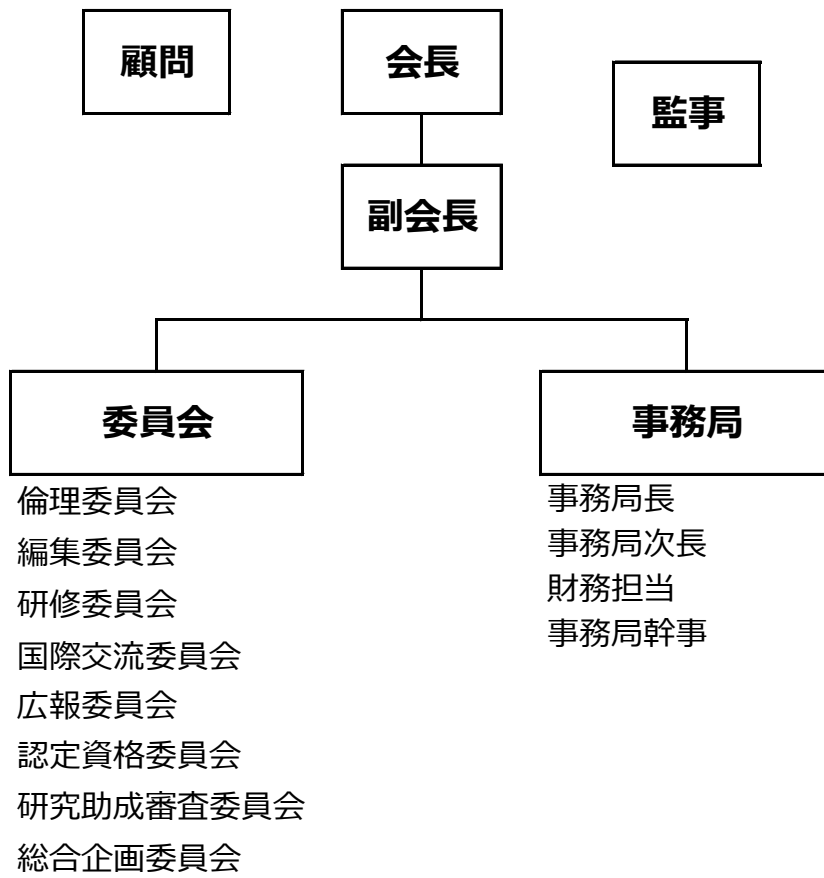 顧問
会長
監事
副会長
委員会
倫理委員会
編集委員会
研修委員会
国際交流委員会
広報委員会
認定資格委員会
研究助成審査委員会
総合企画委員会
事務局
事務局長
事務局次長
財務担当
事務局幹事